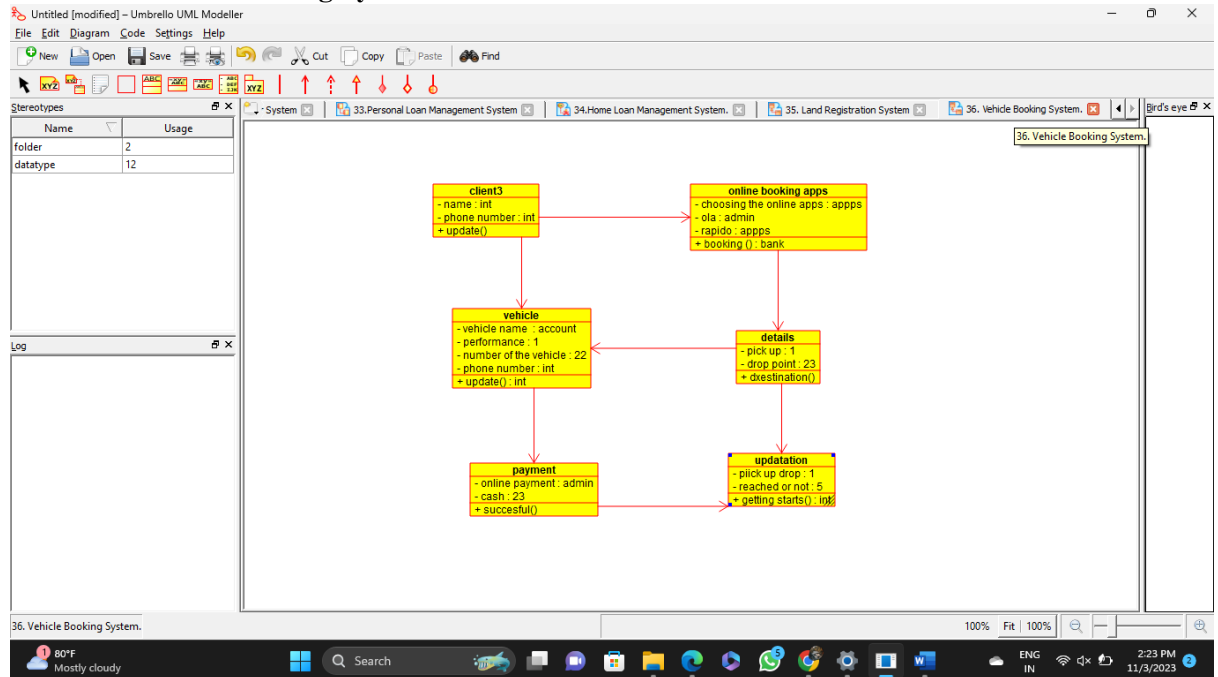 Untitled [modified] – Umbrello UML Modeller
File Edit Diagram Code Settings Help
New Open Save Cut Copy Paste Find
Stereotypes
Name Usage
folder 2
datatype 12
Log
: System 33.Personal Loan Management System 34.Home Loan Management System. 35. Land Registration System 36. Vehicle Booking System. Bird's eye
36. Vehicle Booking System.
client3
- name : int
- phone number : int
+ update()
online booking apps
- choosing the online apps : appps
- ola : admin
- rapido : appps
+ booking () : bank
vehicle
- vehicle name : account
- performance : 1
- number of the vehicle : 22
- phone number : int
+ update() : int
details
- pick up : 1
- drop point : 23
+ dxestination()
payment
- online payment : admin
- cash : 23
+ succesful()
updatation
- piick up drop : 1
- reached or not : 5
+ getting starts() : int
36. Vehicle Booking System.
100% Fit 100%
1
80°F
Mostly cloudy
Search
ENG
IN
2:23 PM
11/3/2023
2